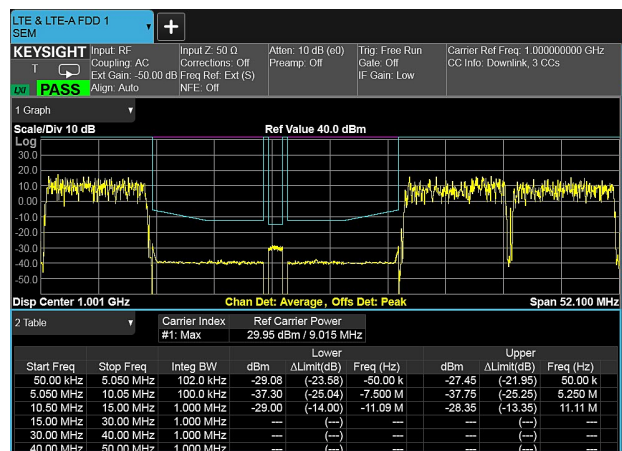 LTE & LTE-A FDD 1
SEM
KEYSIGHT
T
LXI PASS
Input: RF
Coupling: AC
Ext Gain: -50.00 dB
Align: Auto
Input Z: 50 Ω
Corrections: Off
Freq Ref: Ext (S)
NFE: Off
Atten: 10 dB (e0)
Preamp: Off
Trig: Free Run
Gate: Off
IF Gain: Low
Carrier Ref Freq: 1.000000000 GHz
CC Info: Downlink, 3 CCs
1 Graph
Scale/Div 10 dB Ref Value 40.0 dBm
Log
30.0
20.0
10.0
0.00
-10.0
-20.0
-30.0
-40.0
-50.0
Disp Center 1.001 GHz Chan Det: Average, Offs Det: Peak Span 52.100 MHz
2 Table
Carrier Index Ref Carrier Power
#1: Max 29.95 dBm / 9.015 MHz
Lower Upper
Start Freq Stop Freq Integ BW dBm ΔLimit(dB) Freq (Hz) dBm ΔLimit(dB) Freq (Hz)
50.00 kHz 5.050 MHz 102.0 kHz -29.08 (-23.58) -50.00 k -27.45 (-21.95) 50.00 k
5.050 MHz 10.05 MHz 100.0 kHz -37.30 (-25.04) -7.500 M -37.75 (-25.25) 5.250 M
10.50 MHz 15.00 MHz 1.000 MHz -29.00 (-14.00) -11.09 M -28.35 (-13.35) 11.11 M
15.00 MHz 30.00 MHz 1.000 MHz --- (---) --- --- (---) ---
30.00 MHz 40.00 MHz 1.000 MHz --- (---) --- --- (---) ---
40.00 MHz 50.00 MHz 1.000 MHz --- (---) --- --- (---) ---